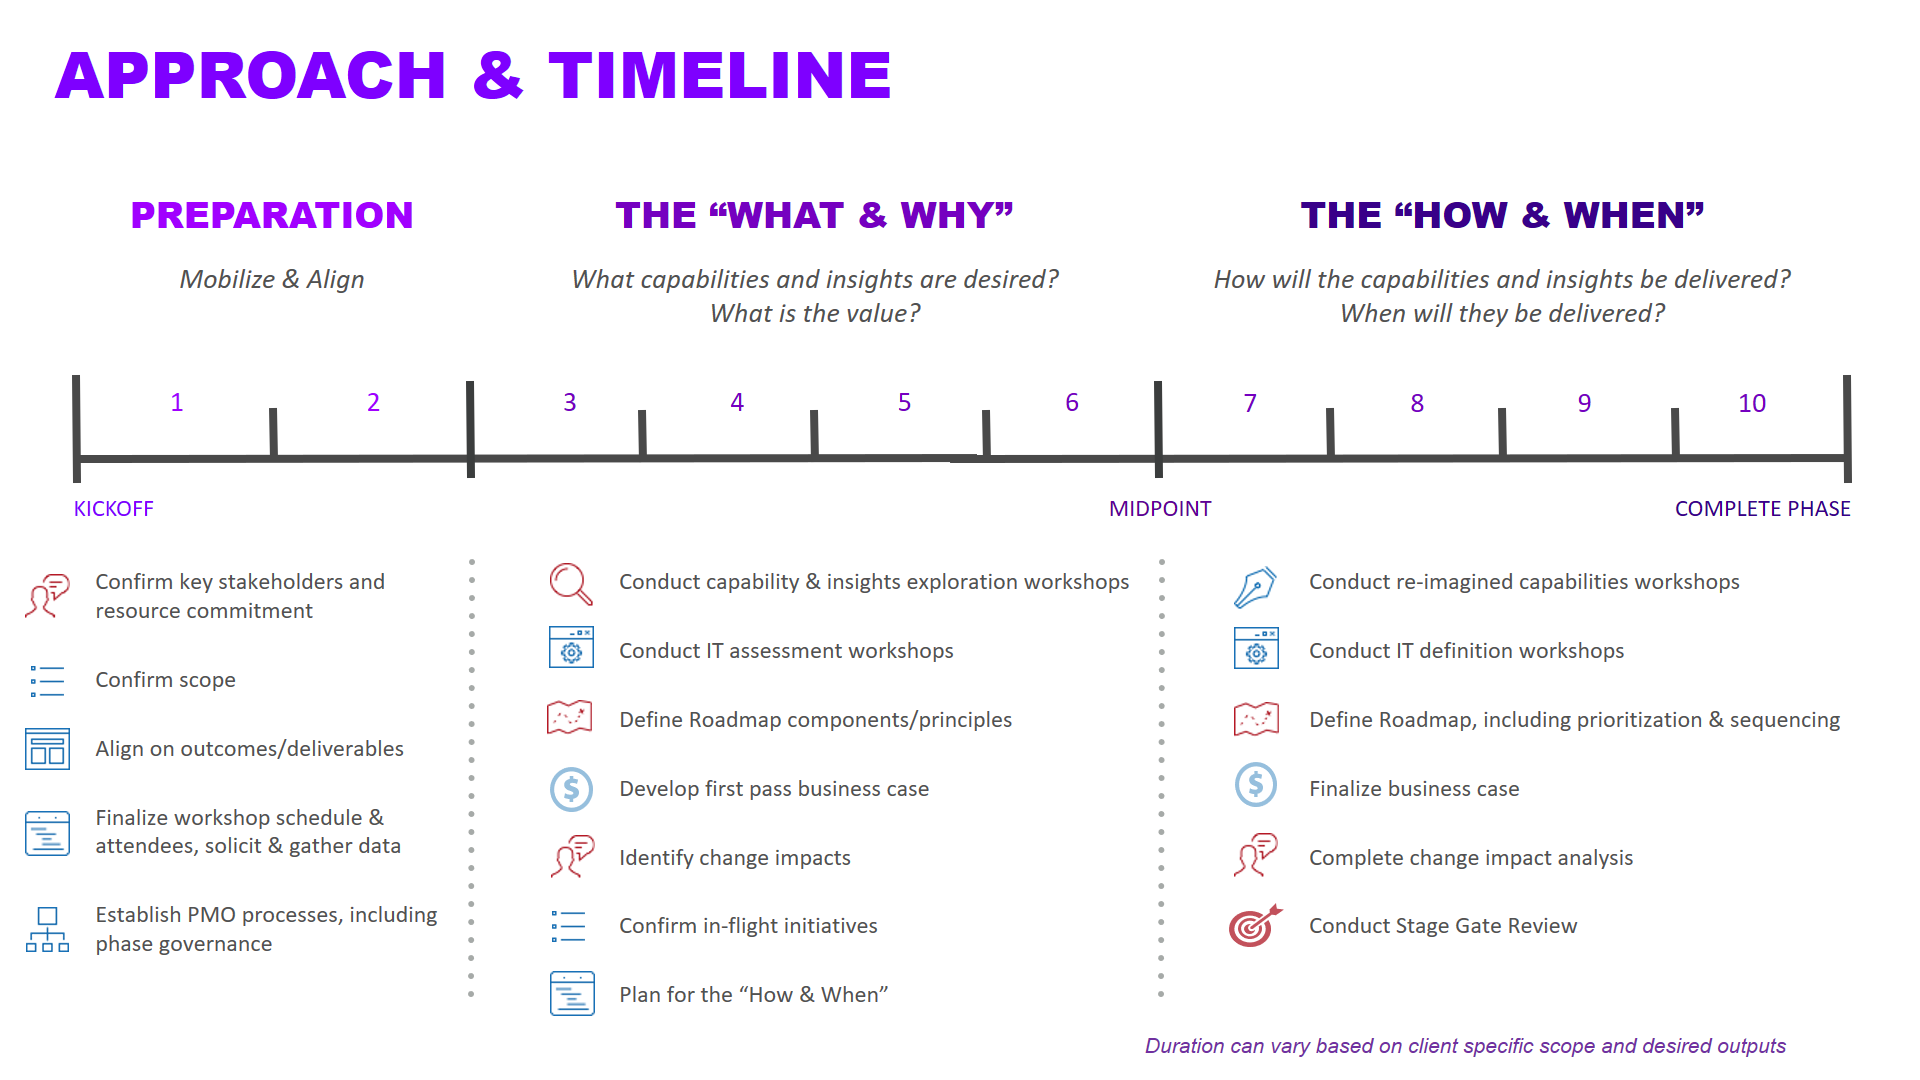 APPROACH & TIMELINE
PREPARATION
Mobilize & Align
THE “WHAT & WHY”
What capabilities and insights are desired?
What is the value?
THE “HOW & WHEN”
How will the capabilities and insights be delivered?
When will they be delivered?
1 2 3 4 5 6 7 8 9 10
KICKOFF
MIDPOINT
COMPLETE PHASE
Confirm key stakeholders and
resource commitment
Confirm scope
Align on outcomes/deliverables
Finalize workshop schedule &
attendees, solicit & gather data
Establish PMO processes, including
phase governance
Conduct capability & insights exploration workshops
Conduct IT assessment workshops
Define Roadmap components/principles
Develop first pass business case
Identify change impacts
Confirm in-flight initiatives
Plan for the “How & When”
Conduct re-imagined capabilities workshops
Conduct IT definition workshops
Define Roadmap, including prioritization & sequencing
Finalize business case
Complete change impact analysis
Conduct Stage Gate Review
Duration can vary based on client specific scope and desired outputs